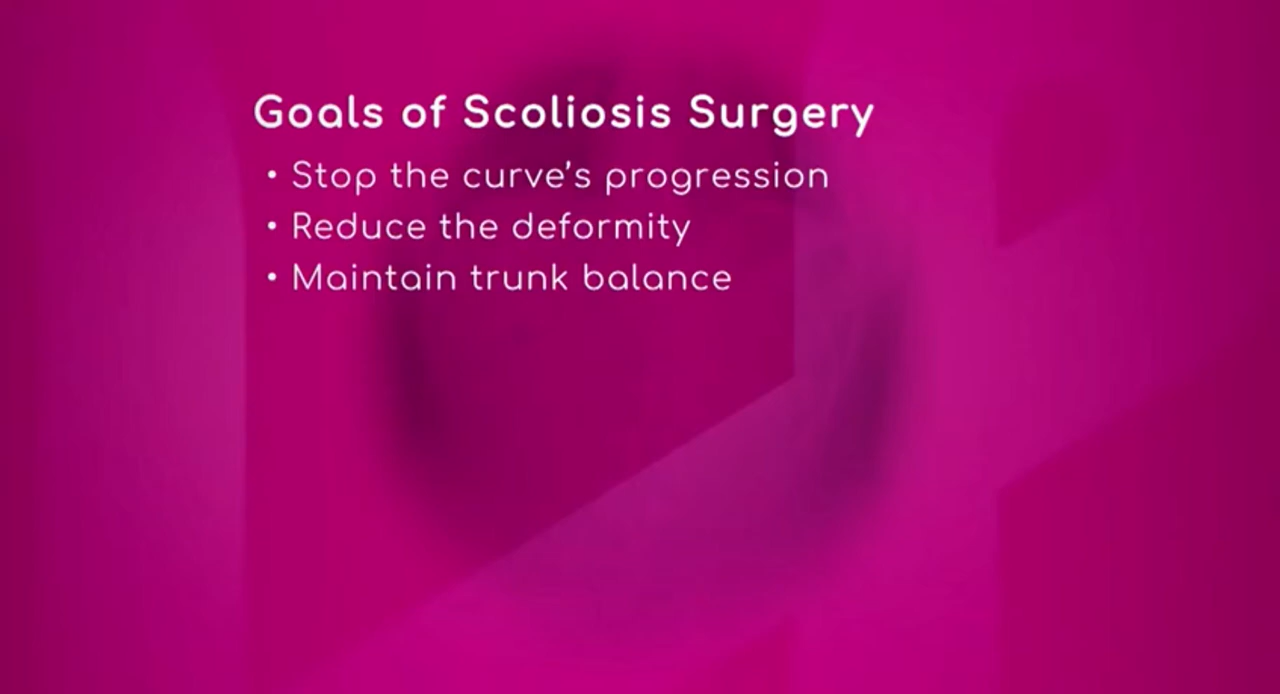 Goals of Scoliosis Surgery
• Stop the curve’s progression
• Reduce the deformity
• Maintain trunk balance